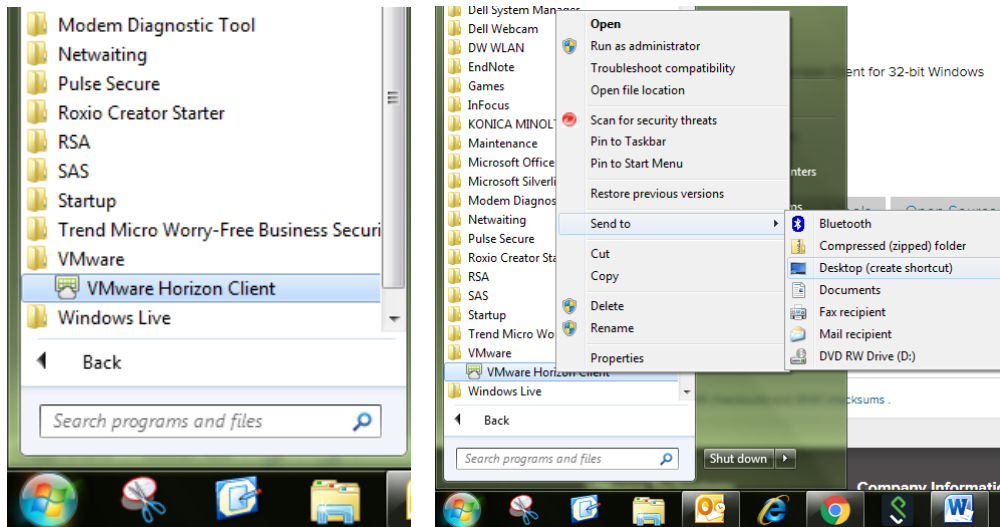 Modem Diagnostic Tool
Netwaiting
Pulse Secure
Roxio Creator Starter
RSA
SAS
Startup
Trend Micro Worry-Free Business Securi
VMware
VMware Horizon Client
Windows Live
Back
Search programs and files
Dell System Manager
Dell Webcam
DW WLAN
EndNote
Games
InFocus
KONICA MINOL
Maintenance
Microsoft Office
Microsoft Silverli
Modem Diagnos
Netwaiting
Pulse Secure
Roxio Creator Sta
RSA
SAS
Startup
Trend Micro Wo
VMware
VMware Horizon Client
Windows Live
Back
Search programs and files
Open
Run as administrator
Troubleshoot compatibility
Open file location
Scan for security threats
Pin to Taskbar
Pin to Start Menu
Restore previous versions
Send to
Cut
Copy
Delete
Rename
Properties
Bluetooth
Compressed (zipped) folder
Desktop (create shortcut)
Documents
Fax recipient
Mail recipient
DVD RW Drive (D:)
ent for 32-bit Windows
nters
Open Source
cksums .
Shut down
Company Informati